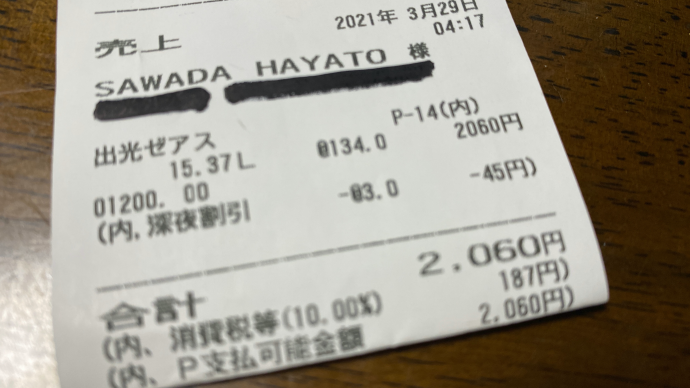 2021年 3月29日
04:17
売上
SAWADA HAYATO 様
P-14(内)
出光ゼアス
15.37L @134.0 2060円
01200. 00
(内,深夜割引 -@3.0 -45円)
合計 2,060円
(内、消費税等(10.00%) 187円)
(内、P支払可能金額 2,060円)